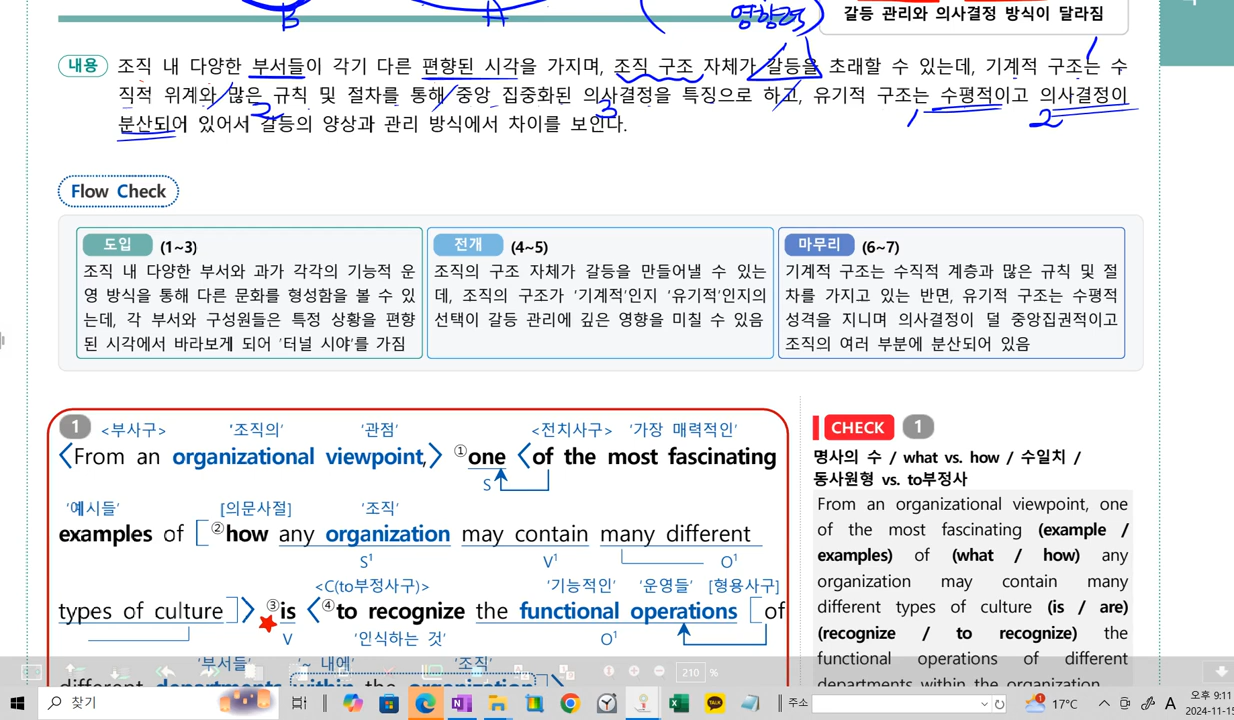 B
A
영향력
갈등 관리와 의사결정 방식이 달라짐
내용 조직 내 다양한 부서들이 각기 다른 편향된 시각을 가지며, 조직 구조 자체가 갈등을 초래할 수 있는데, 기계적 구조는 수
직적 위계와 많은 규칙 및 절차를 통해 중앙 집중화된 의사결정을 특징으로 하고, 유기적 구조는 수평적이고 의사결정이
분산되어 있어서 갈등의 양상과 관리 방식에서 차이를 보인다.
1
2
3
1
2
Flow Check
도입 (1~3)
조직 내 다양한 부서와 과가 각각의 기능적 운
영 방식을 통해 다른 문화를 형성함을 볼 수 있
는데, 각 부서와 구성원들은 특정 상황을 편향
된 시각에서 바라보게 되어 '터널 시야'를 가짐
전개 (4~5)
조직의 구조 자체가 갈등을 만들어낼 수 있는
데, 조직의 구조가 '기계적'인지 '유기적'인지의
선택이 갈등 관리에 깊은 영향을 미칠 수 있음
마무리 (6~7)
기계적 구조는 수직적 계층과 많은 규칙 및 절
차를 가지고 있는 반면, 유기적 구조는 수평적
성격을 지니며 의사결정이 덜 중앙집권적이고
조직의 여러 부분에 분산되어 있음
1 <부사구> '조직의' '관점' <전치사구> '가장 매력적인'
<From an organizational viewpoint,> ①one <of the most fascinating
S
'예시들' [의문사절] '조직'
examples of [②how any organization may contain many different
S¹ V¹ O¹
<C(to부정사구)> '기능적인' '운영들' [형용사구]
types of culture]> ③is <④to recognize the functional operations [of
V '인식하는 것' O¹
'부서들' '~ 내에' '조직'
different departments within the organization]>
CHECK 1
명사의 수 / what vs. how / 수일치 /
동사원형 vs. to부정사
From an organizational viewpoint, one
of the most fascinating (example /
examples) of (what / how) any
organization may contain many
different types of culture (is / are)
(recognize / to recognize) the
functional operations of different
departments within the organization.
210 %
찾기
주소
17°C
A
오후 9:11
2024-11-15